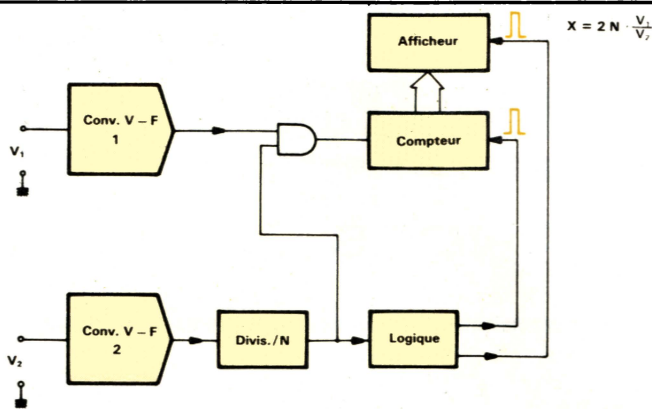 Afficheur
X = 2 N · V₁/V₂
Conv. V – F
1
V₁
Compteur
Conv. V – F
2
V₂
Divis./N
Logique